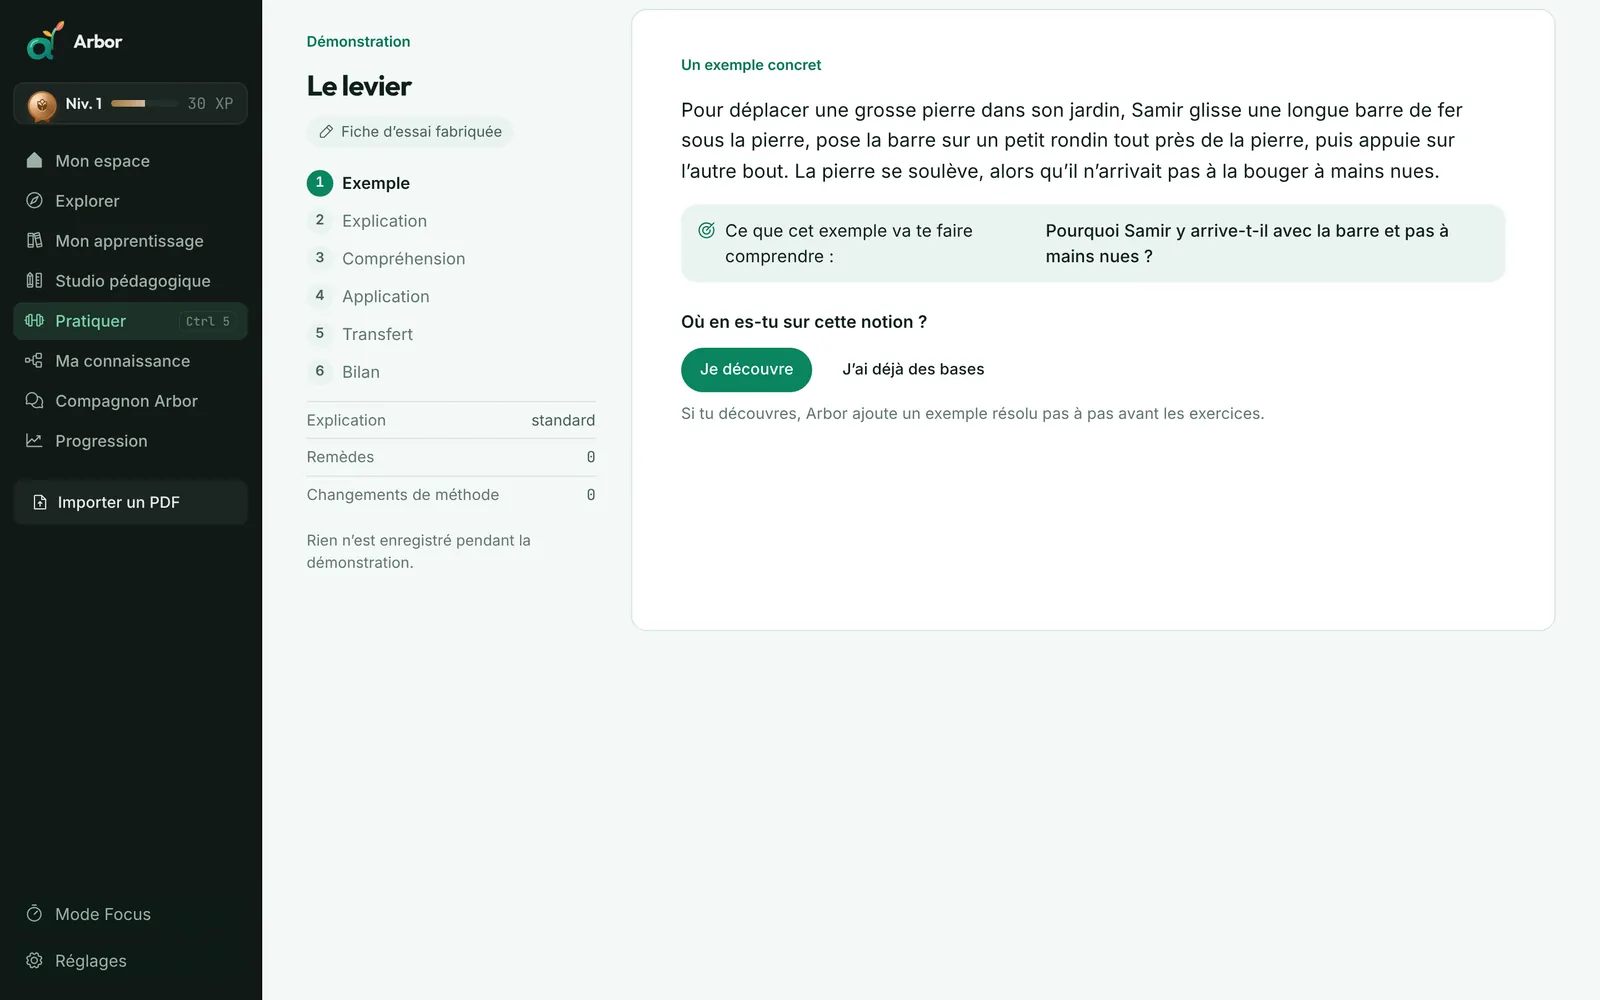 Arbor
Niv. 1 30 XP
Mon espace
Explorer
Mon apprentissage
Studio pédagogique
Pratiquer Ctrl 5
Ma connaissance
Compagnon Arbor
Progression
Importer un PDF
Mode Focus
Réglages
Démonstration
Le levier
Fiche d’essai fabriquée
1 Exemple
2 Explication
3 Compréhension
4 Application
5 Transfert
6 Bilan
Explication standard
Remèdes 0
Changements de méthode 0
Rien n’est enregistré pendant la
démonstration.
Un exemple concret
Pour déplacer une grosse pierre dans son jardin, Samir glisse une longue barre de fer
sous la pierre, pose la barre sur un petit rondin tout près de la pierre, puis appuie sur
l’autre bout. La pierre se soulève, alors qu’il n’arrivait pas à la bouger à mains nues.
Ce que cet exemple va te faire
comprendre :
Pourquoi Samir y arrive-t-il avec la barre et pas à
mains nues ?
Où en es-tu sur cette notion ?
Je découvre J’ai déjà des bases
Si tu découvres, Arbor ajoute un exemple résolu pas à pas avant les exercices.